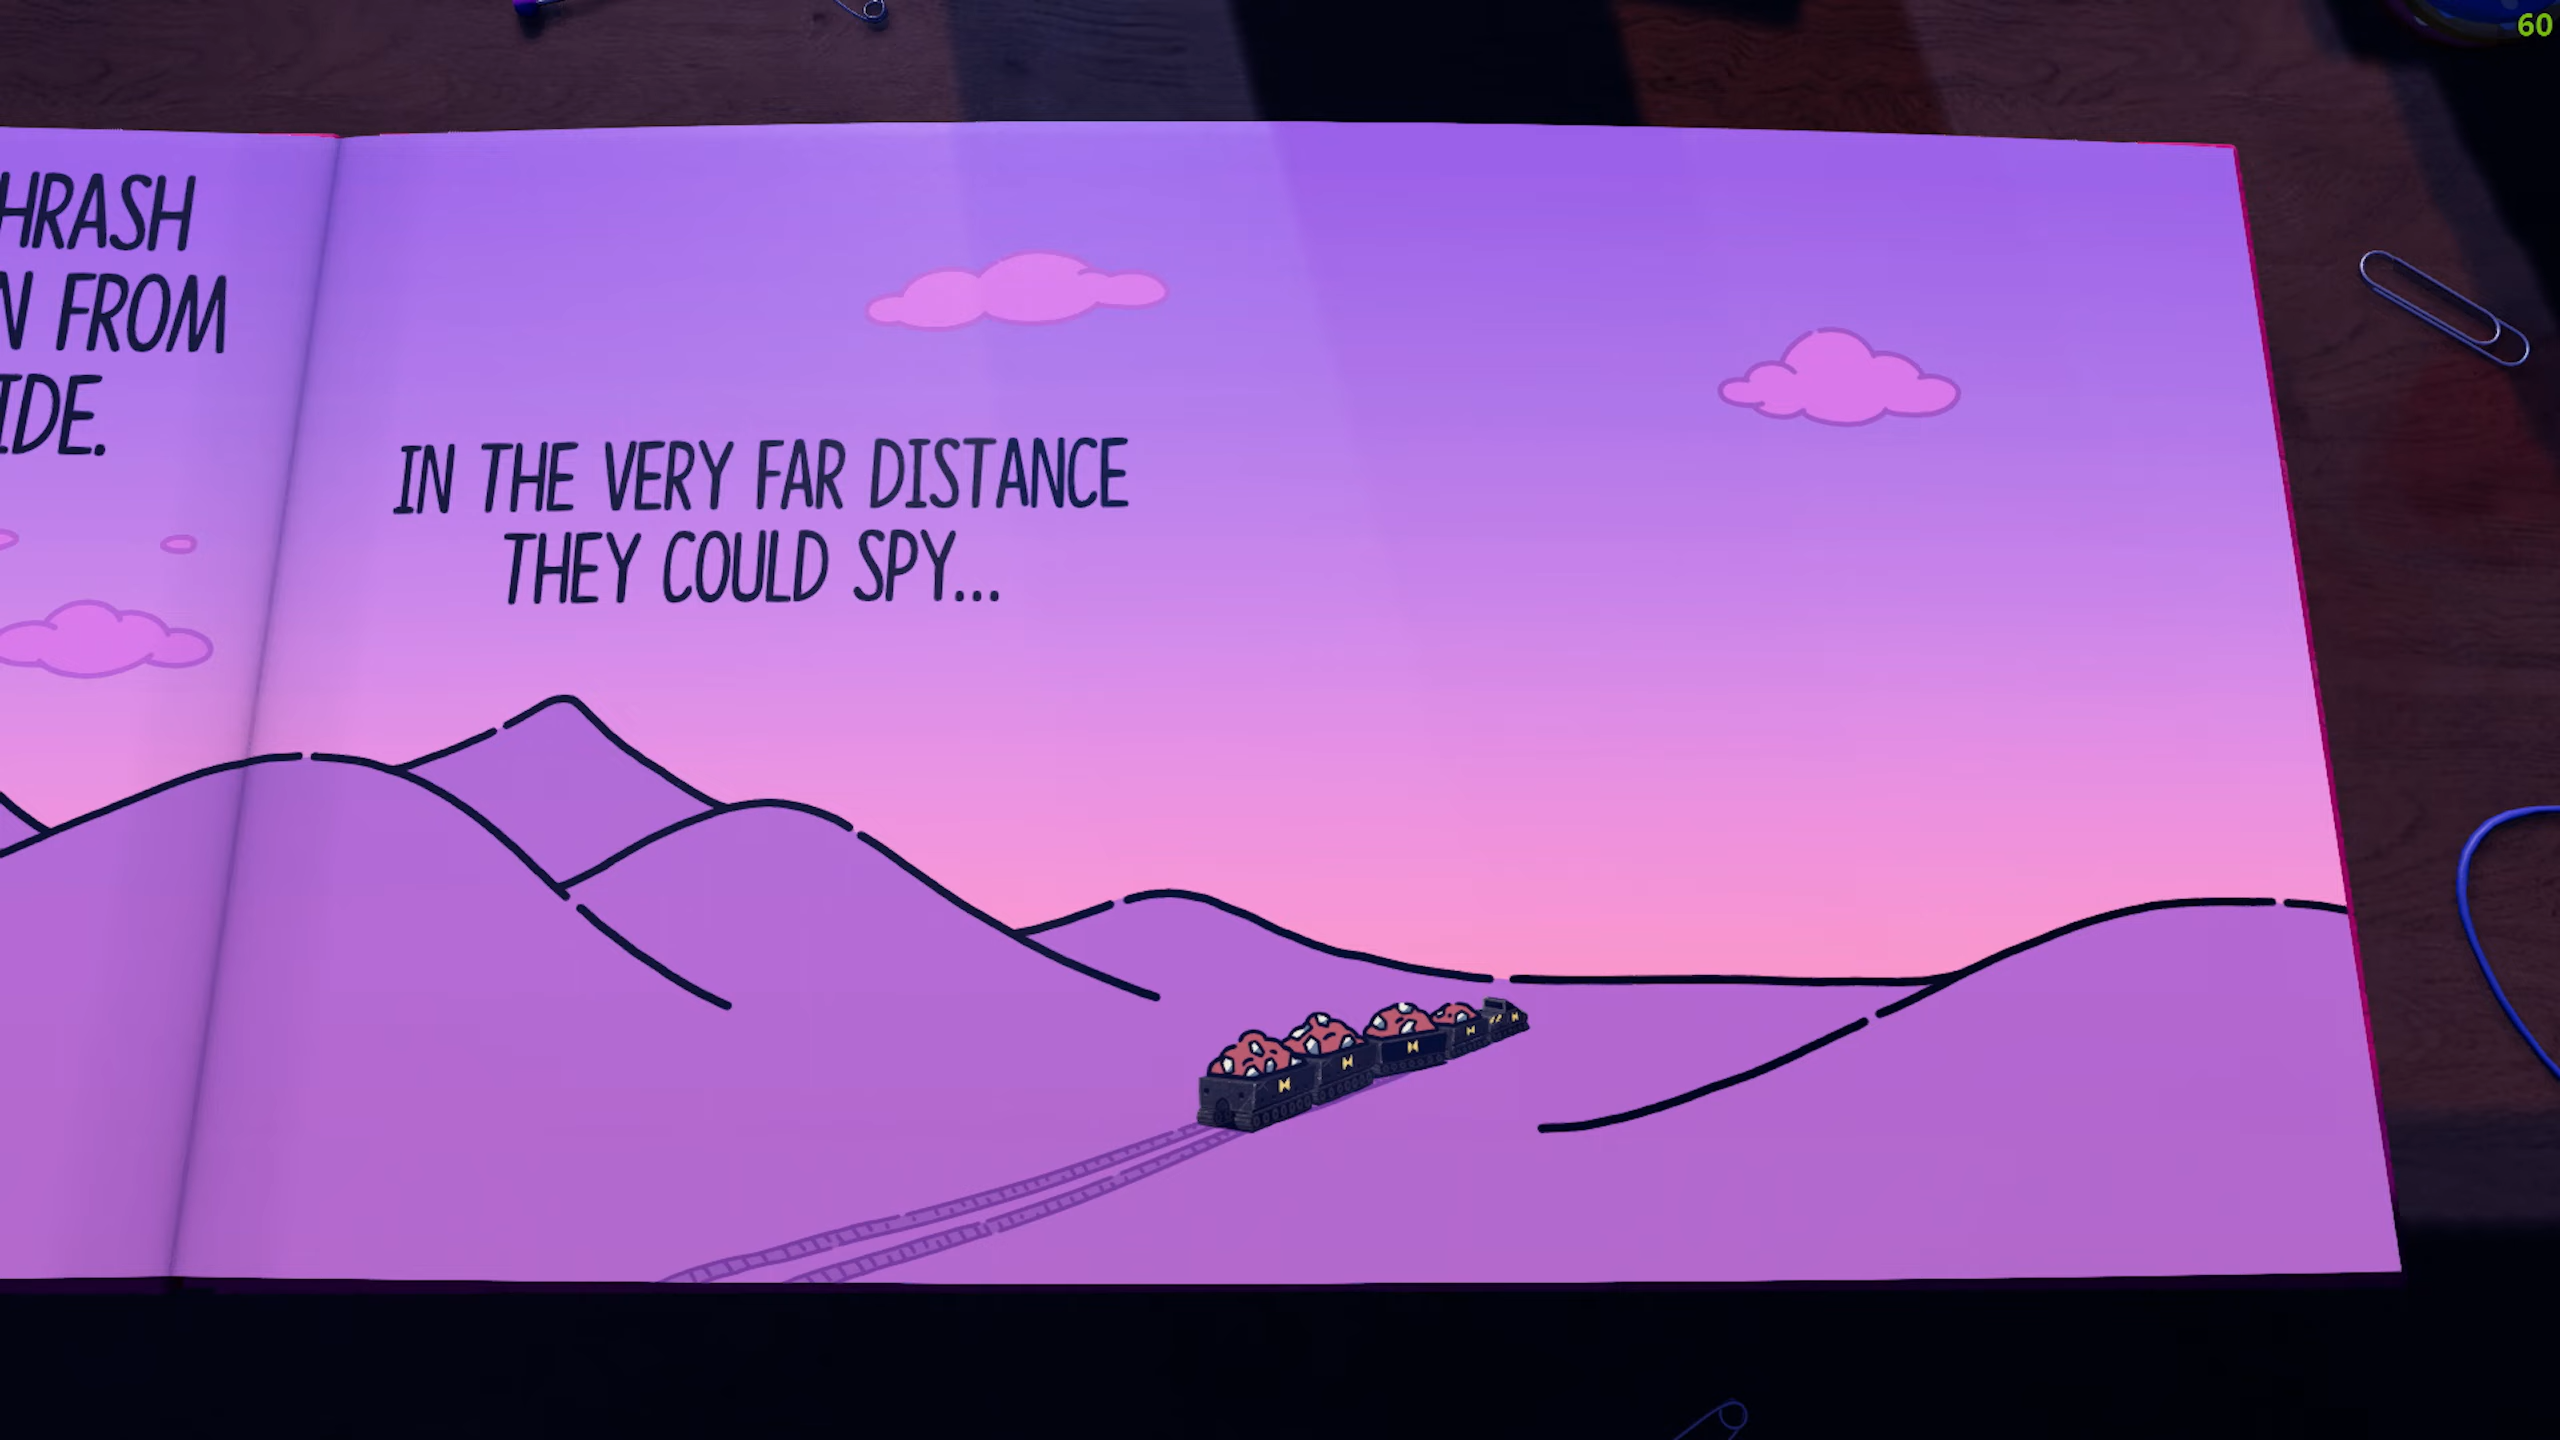 HRASH
N FROM
IDE.
IN THE VERY FAR DISTANCE
THEY COULD SPY...
60